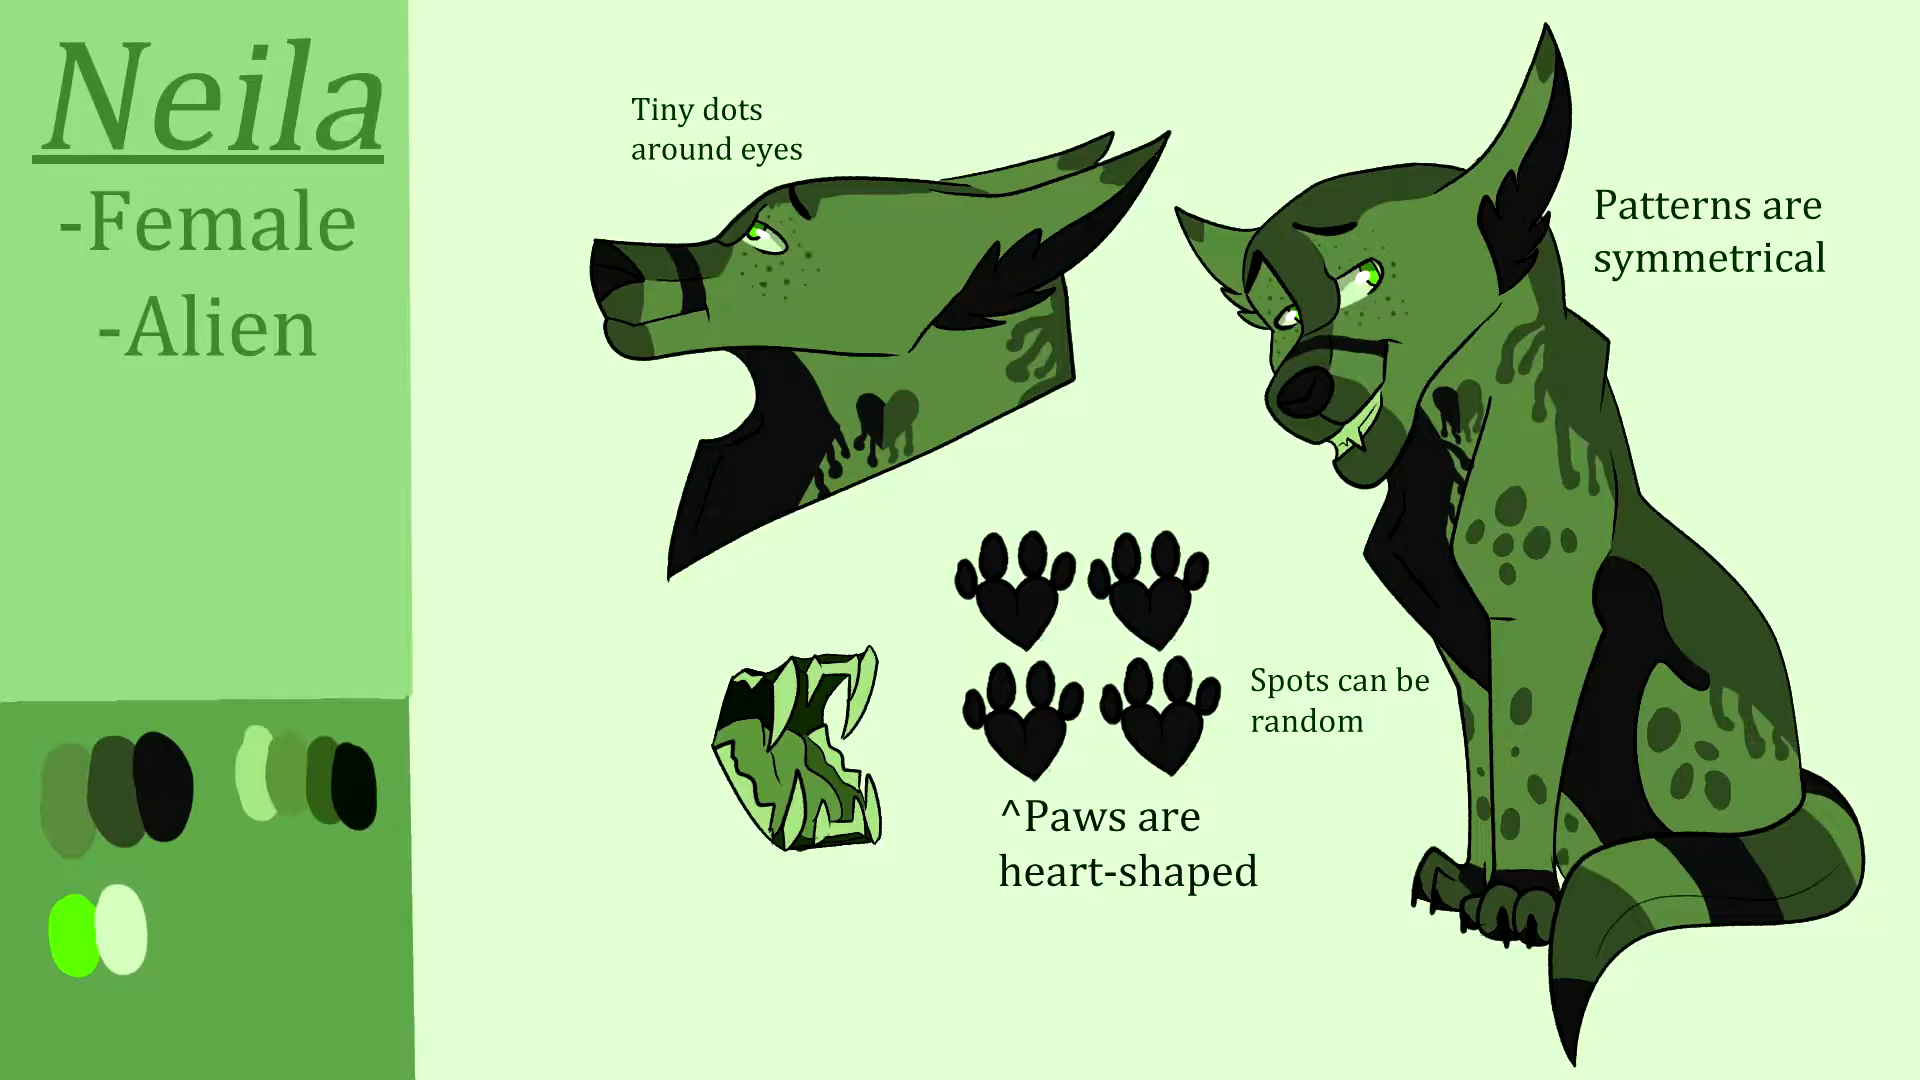 Neila
-Female
-Alien
Tiny dots
around eyes
Patterns are
symmetrical
Spots can be
random
^Paws are
heart-shaped